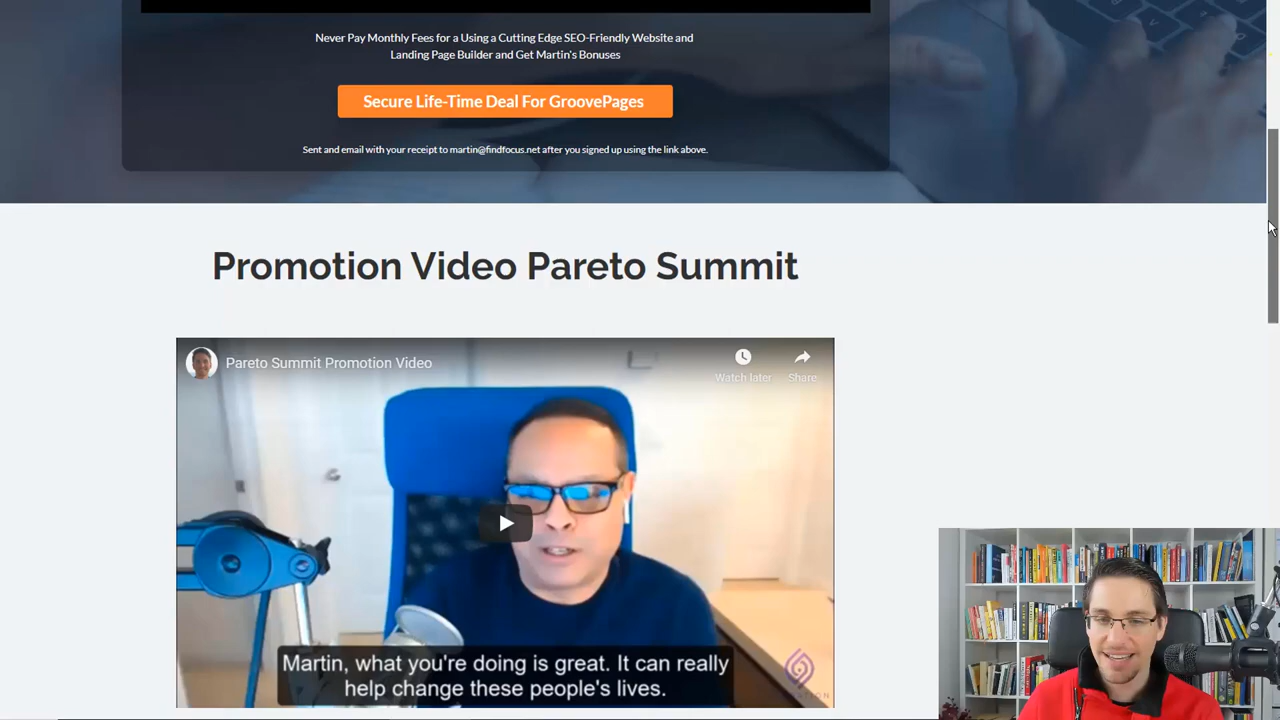 Never Pay Monthly Fees for a Using a Cutting Edge SEO-Friendly Website and
Landing Page Builder and Get Martin's Bonuses
Secure Life-Time Deal For GroovePages
Sent and email with your receipt to martin@findfocus.net after you signed up using the link above.
Promotion Video Pareto Summit
Pareto Summit Promotion Video
Watch later
Share
Martin, what you're doing is great. It can really
help change these people's lives.